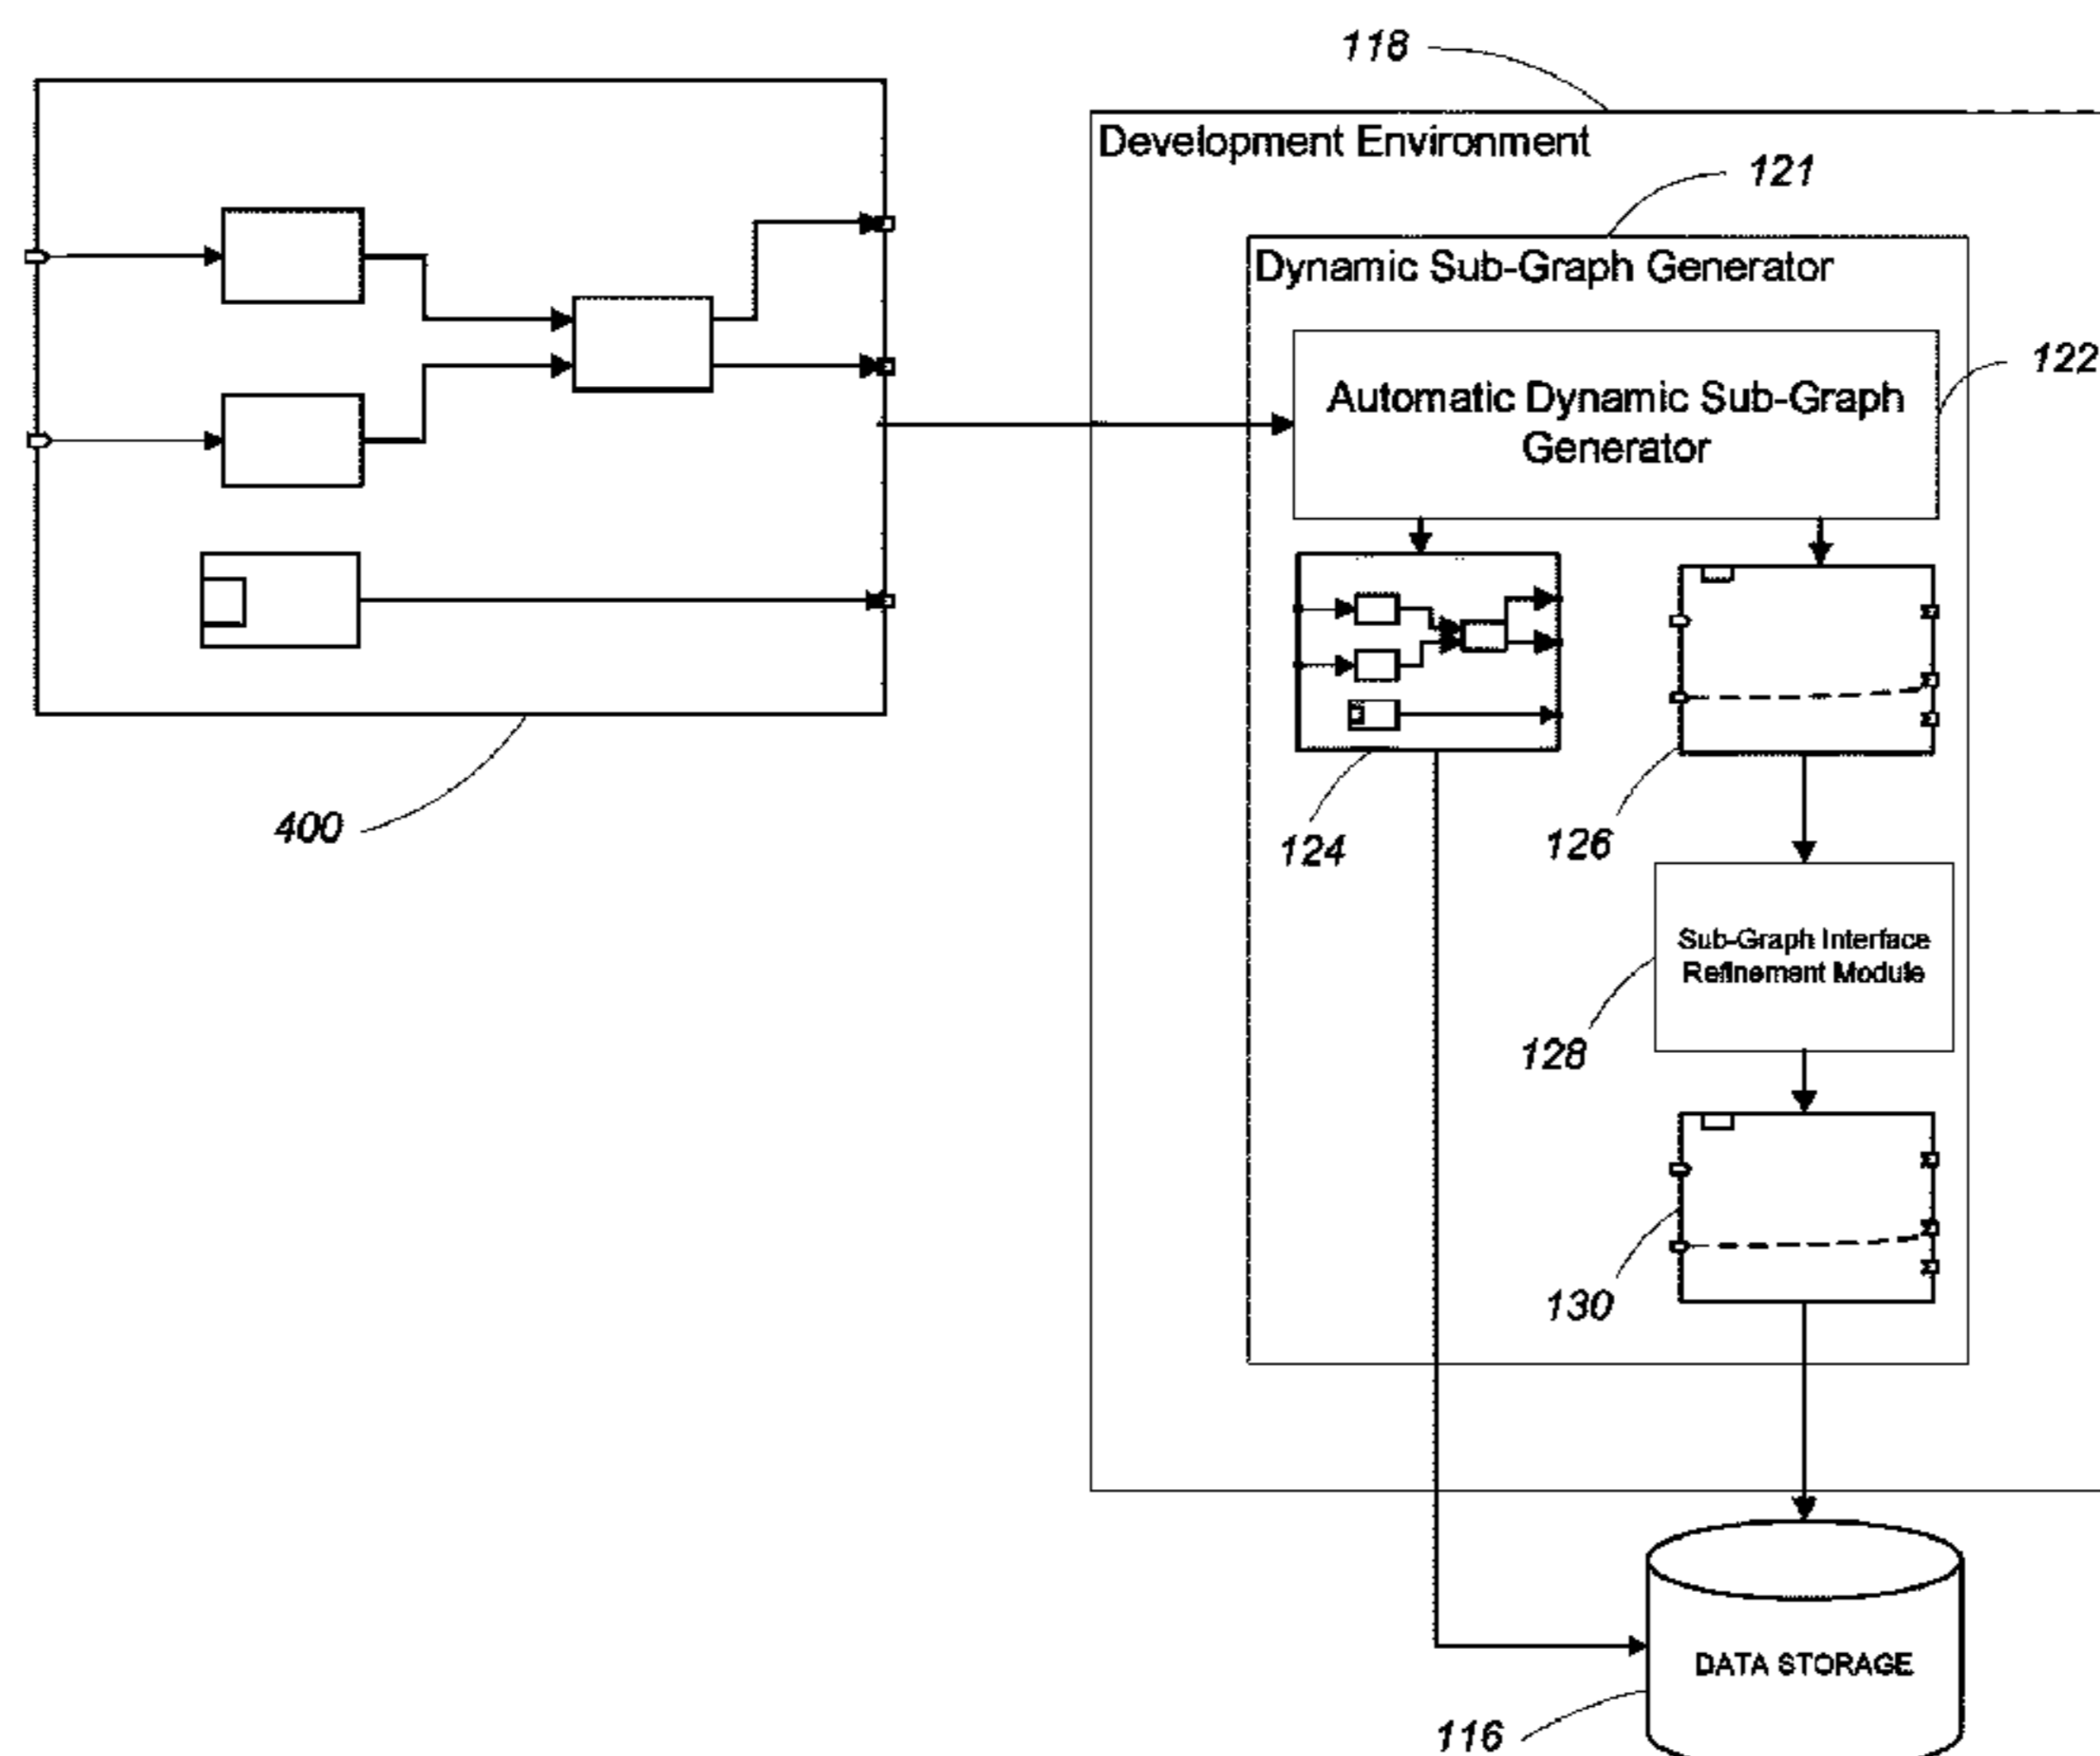 118
Development Environment
121
Dynamic Sub-Graph Generator
122
Automatic Dynamic Sub-Graph
Generator
400
124
126
Sub-Graph Interface
Refinement Module
128
130
DATA STORAGE
116